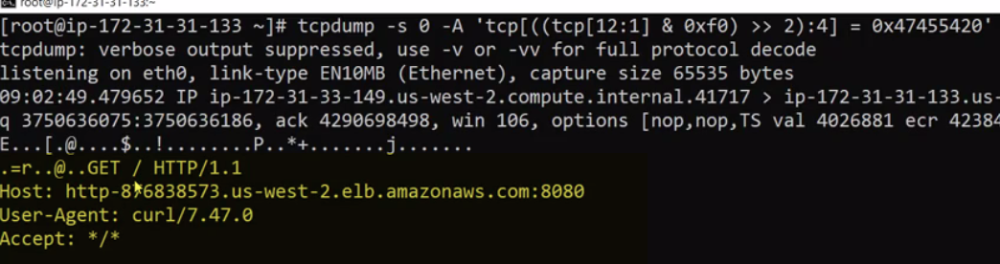 root@ip-172-31-31-133:~
[root@ip-172-31-31-133 ~]# tcpdump -s 0 -A 'tcp[((tcp[12:1] & 0xf0) >> 2):4] = 0x47455420'
tcpdump: verbose output suppressed, use -v or -vv for full protocol decode
listening on eth0, link-type EN10MB (Ethernet), capture size 65535 bytes
09:02:49.479652 IP ip-172-31-33-149.us-west-2.compute.internal.41717 > ip-172-31-31-133.us-
q 3750636075:3750636186, ack 4290698498, win 106, options [nop,nop,TS val 4026881 ecr 42384
E...[.@....$..!........P..*+.......j.......
.=r..@..GET / HTTP/1.1
Host: .us-west-2.elb.amazonaws.com:8080
User-Agent: curl/7.47.0
Accept: */*